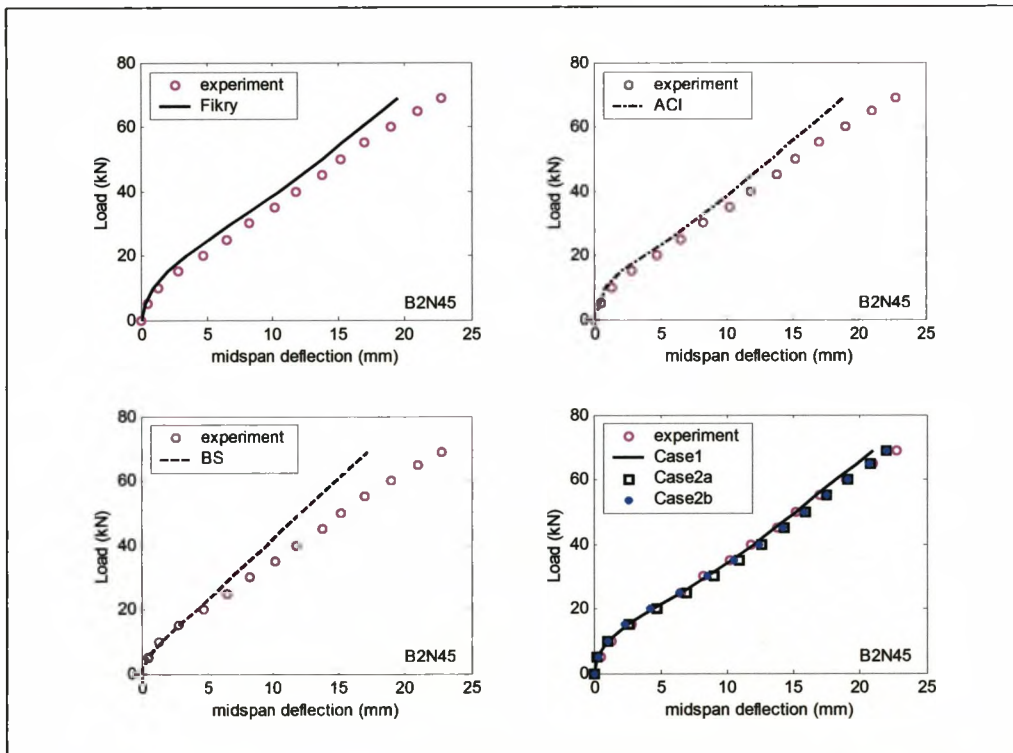 80
60
40
20
0
Load (kN)
experiment
Fikry
B2N45
0 5 10 15 20 25
midspan deflection (mm)
80
60
40
20
0
Load (kN)
experiment
ACI
B2N45
0 5 10 15 20 25
midspan deflection (mm)
80
60
40
20
0
Load (kN)
experiment
BS
B2N45
0 5 10 15 20 25
midspan deflection (mm)
80
60
40
20
0
Load (kN)
experiment
Case1
Case2a
Case2b
B2N45
0 5 10 15 20 25
midspan deflection (mm)